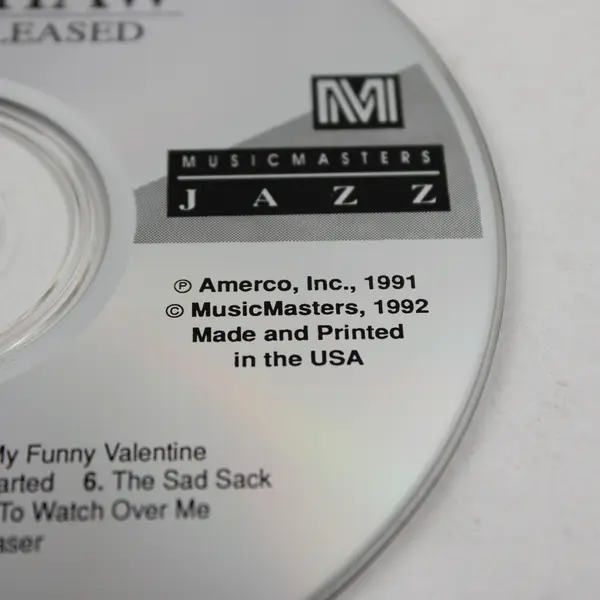 LEASED
M
MUSICMASTERS
JAZZ
℗ Amerco, Inc., 1991
© MusicMasters, 1992
Made and Printed
in the USA
My Funny Valentine
arted 6. The Sad Sack
To Watch Over Me
aser